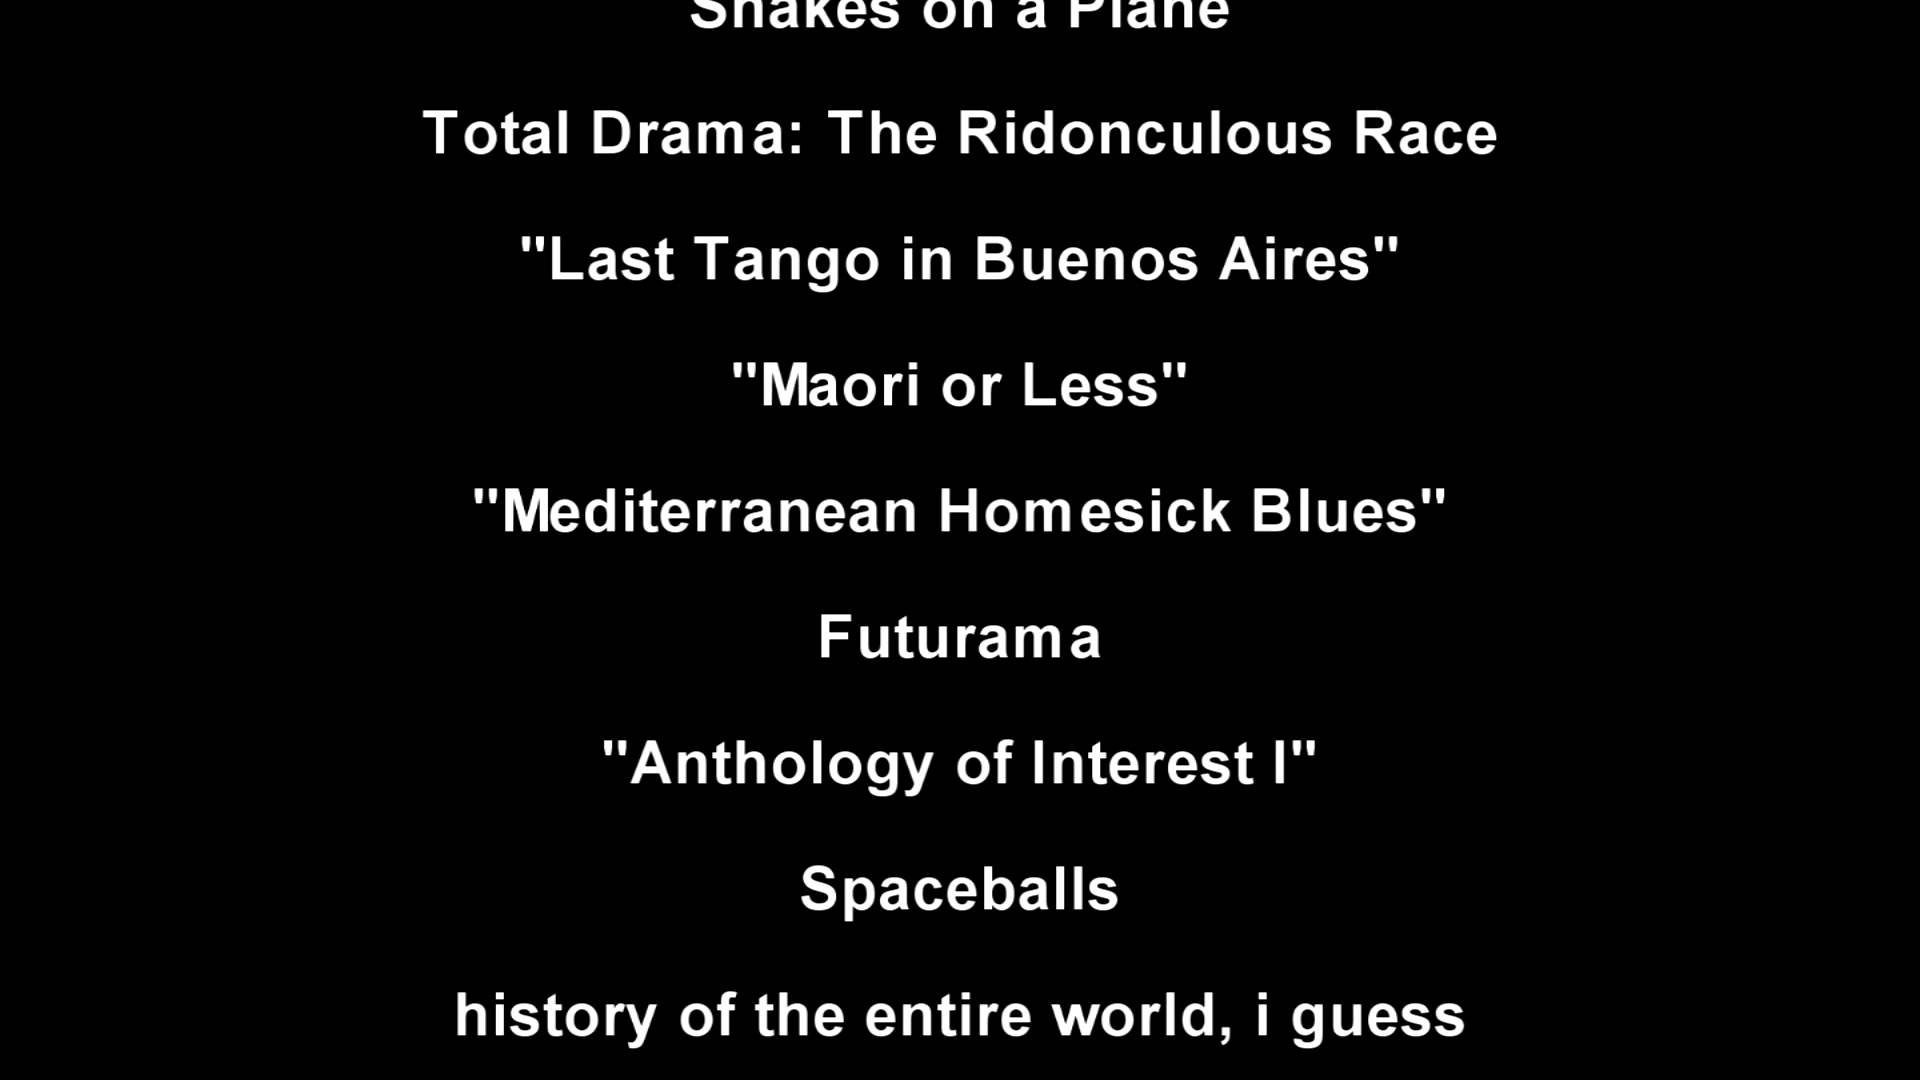 Snakes on a Plane
Total Drama: The Ridonculous Race
"Last Tango in Buenos Aires"
"Maori or Less"
"Mediterranean Homesick Blues"
Futurama
"Anthology of Interest I"
Spaceballs
history of the entire world, i guess